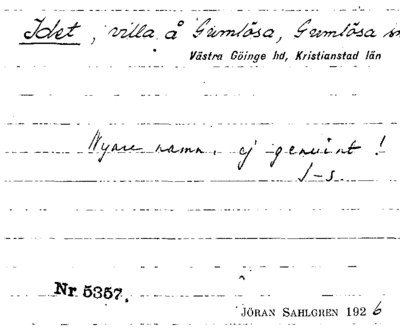 Idet, villa å Gumlösa, Gumlösa
Västra Göinge hd, Kristianstad län
Nyare namn, ej genuint!
J-s.
Nr 5357.
JÖRAN SAHLGREN 1926